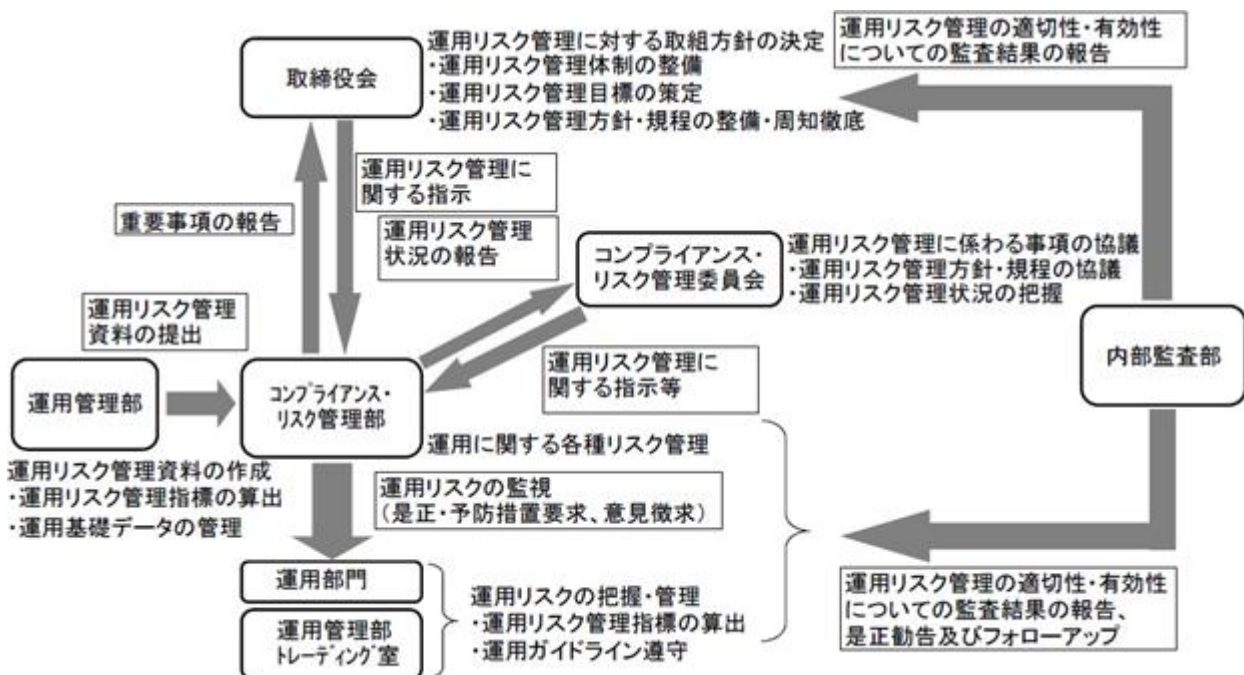 取締役会
運用リスク管理に対する取組方針の決定
・運用リスク管理体制の整備
・運用リスク管理目標の策定
・運用リスク管理方針・規程の整備・周知徹底
運用リスク管理の適切性・有効性
についての監査結果の報告
重要事項の報告
運用リスク管理に
関する指示
運用リスク管理
状況の報告
コンプライアンス・
リスク管理委員会
運用リスク管理に係わる事項の協議
・運用リスク管理方針・規程の協議
・運用リスク管理状況の把握
運用リスク管理
資料の提出
運用リスク管理に
関する指示等
内部監査部
運用管理部
コンプライアンス・
リスク管理部
運用に関する各種リスク管理
運用リスク管理資料の作成
・運用リスク管理指標の算出
・運用基礎データの管理
運用リスクの監視
（是正・予防措置要求、意見徴求）
運用部門
運用管理部
トレーディング室
運用リスクの把握・管理
・運用リスク管理指標の算出
・運用ガイドライン遵守
運用リスク管理の適切性・有効性
についての監査結果の報告、
是正勧告及びフォローアップ